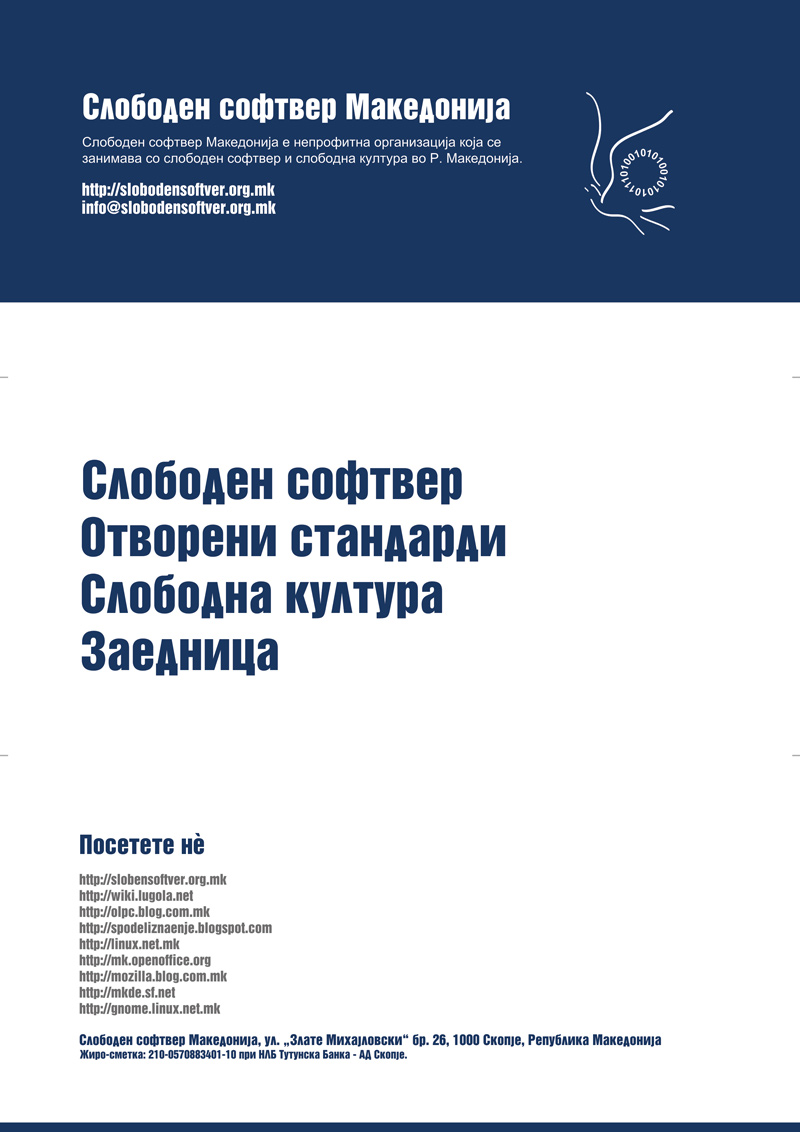 Слободен софтвер Македонија
Слободен софтвер Македонија е непрофитна организација која се
занимава со слободен софтвер и слободна култура во Р. Македонија.
http://slobodensoftver.org.mk
info@slobodensoftver.org.mk
Слободен софтвер
Отворени стандарди
Слободна култура
Заедница
Посетете нѐ
http://slobensoftver.org.mk
http://wiki.lugola.net
http://olpc.blog.com.mk
http://spodeliznaenje.blogspot.com
http://linux.net.mk
http://mk.openoffice.org
http://mozilla.blog.com.mk
http://mkde.sf.net
http://gnome.linux.net.mk
Слободен софтвер Македонија, ул. „Злате Михајловски“ бр. 26, 1000 Скопје, Република Македонија
Жиро-сметка: 210-0570883401-10 при НЛБ Тутунска Банка - АД Скопје.